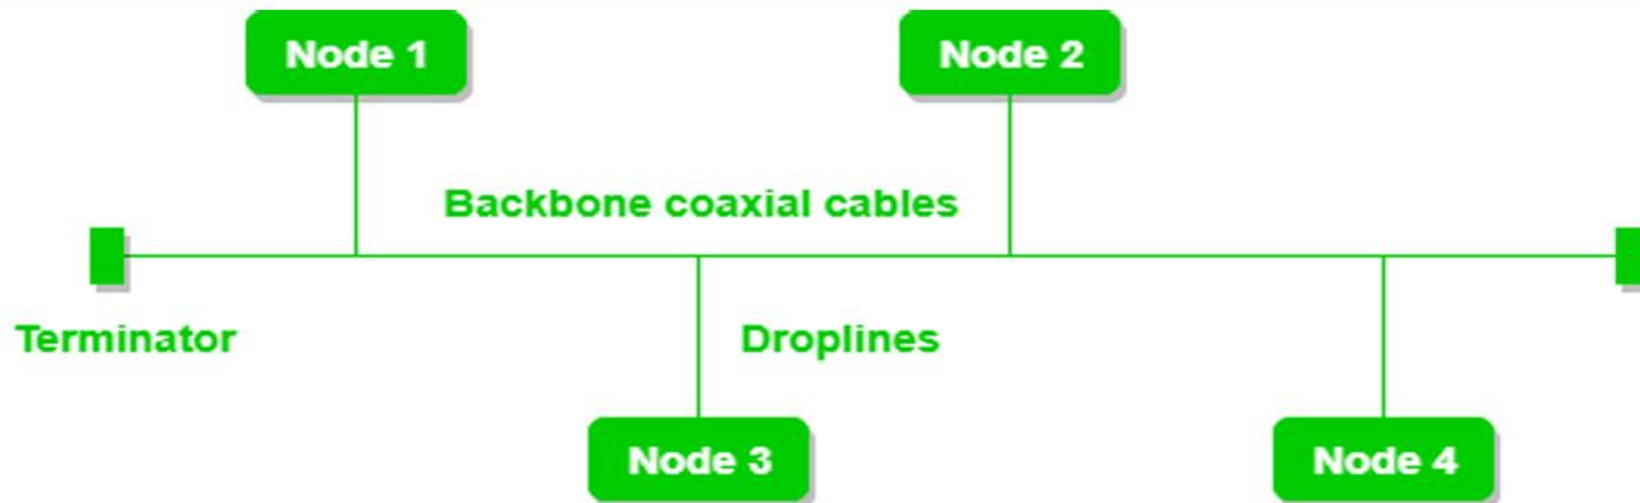 Node 1
Node 2
Backbone coaxial cables
Terminator
Droplines
Node 3
Node 4